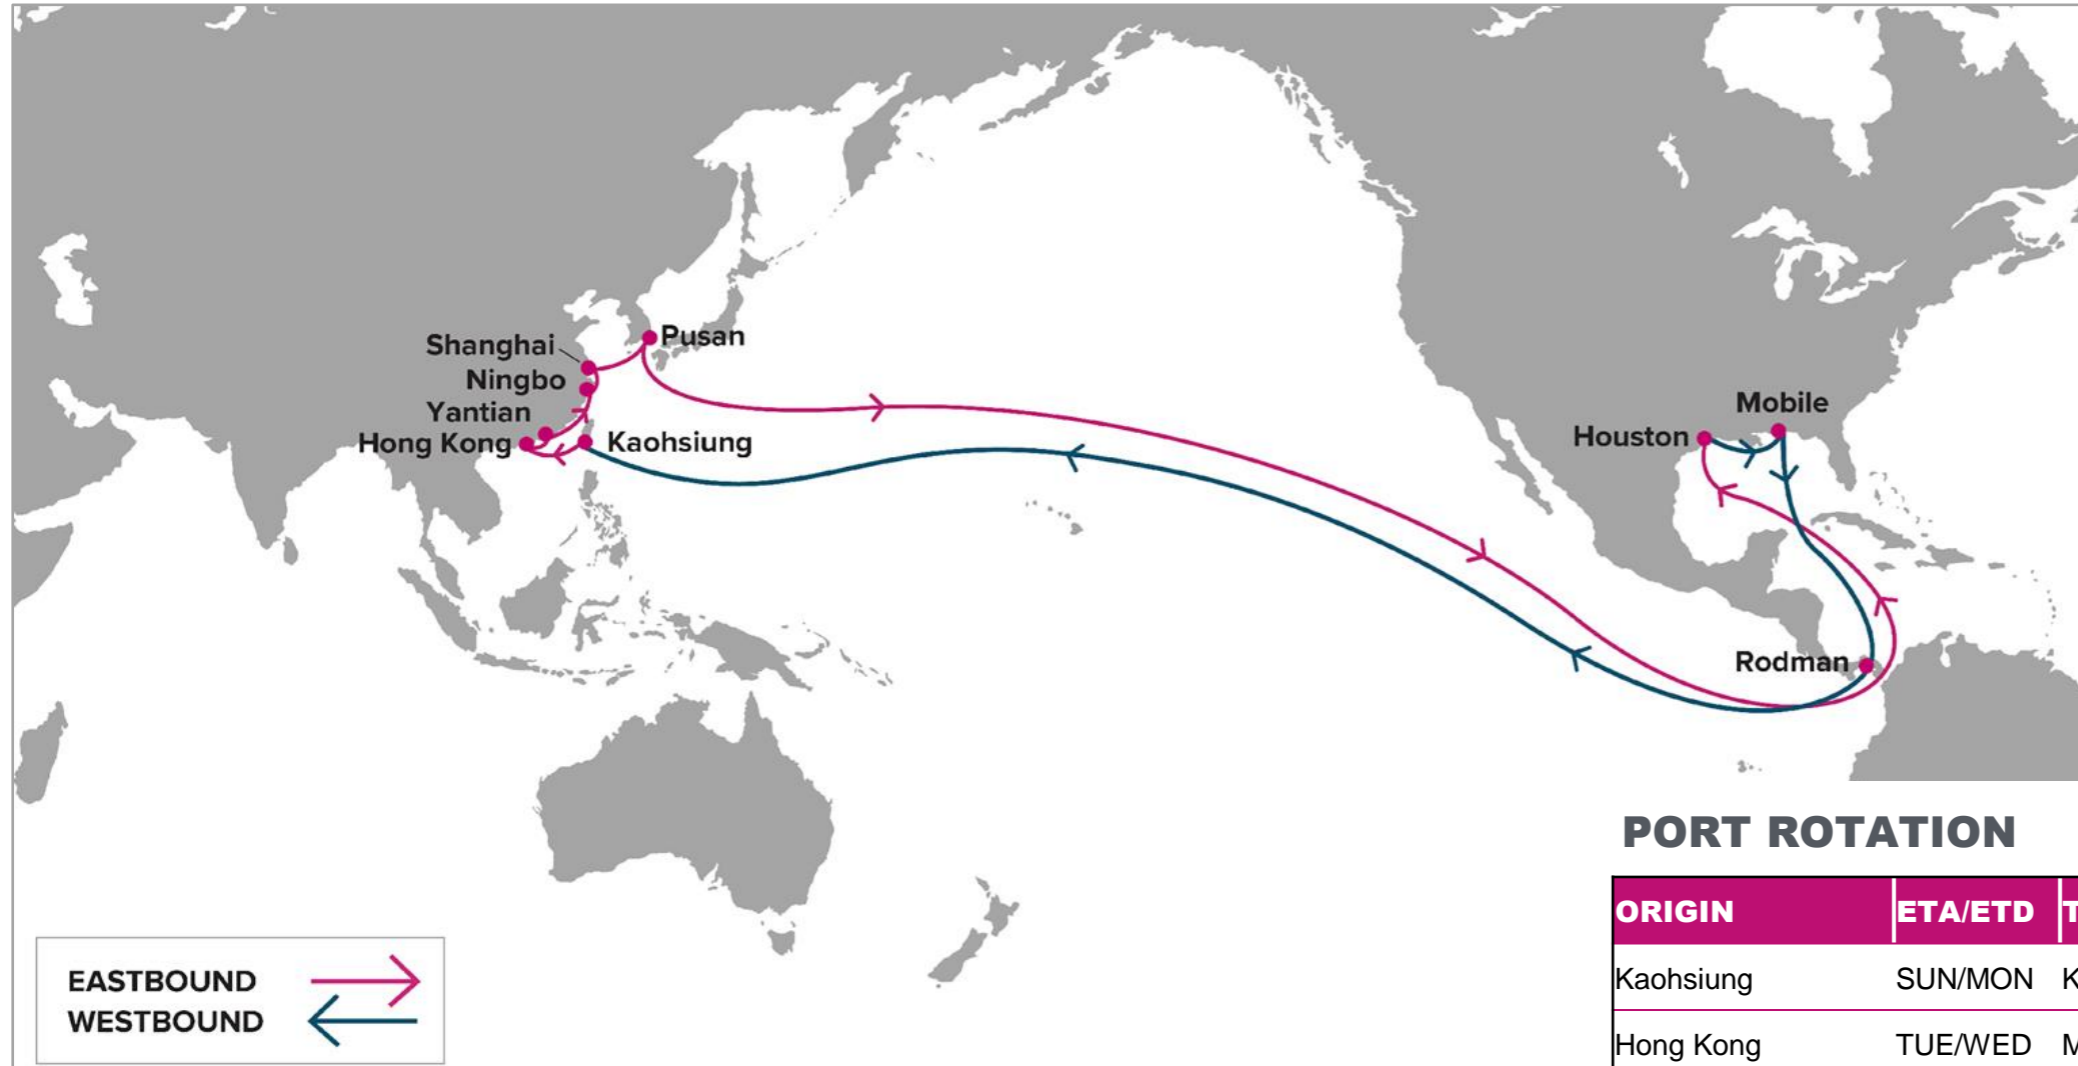 Shanghai
Pusan
Ningbo
Yantian
Hong Kong
Kaohsiung
Mobile
Houston
Rodman
EASTBOUND
WESTBOUND
PORT ROTATION
ORIGIN ETA/ETD T
Kaohsiung SUN/MON K
Hong Kong TUE/WED M